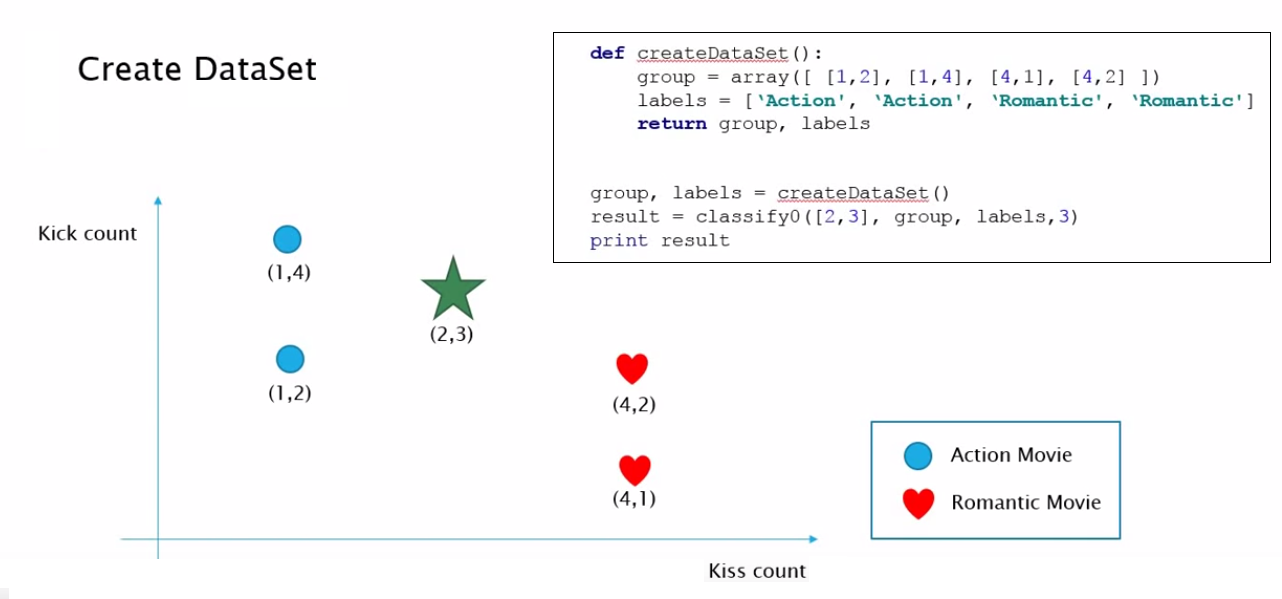 Create DataSet
def createDataSet():
group = array([ [1,2], [1,4], [4,1], [4,2] ])
labels = [‘Action', ‘Action', ‘Romantic', ‘Romantic']
return group, labels
group, labels = createDataSet()
result = classify0([2,3], group, labels,3)
print result
Kick count
(1,4)
(2,3)
(1,2)
(4,2)
(4,1)
Action Movie
Romantic Movie
Kiss count